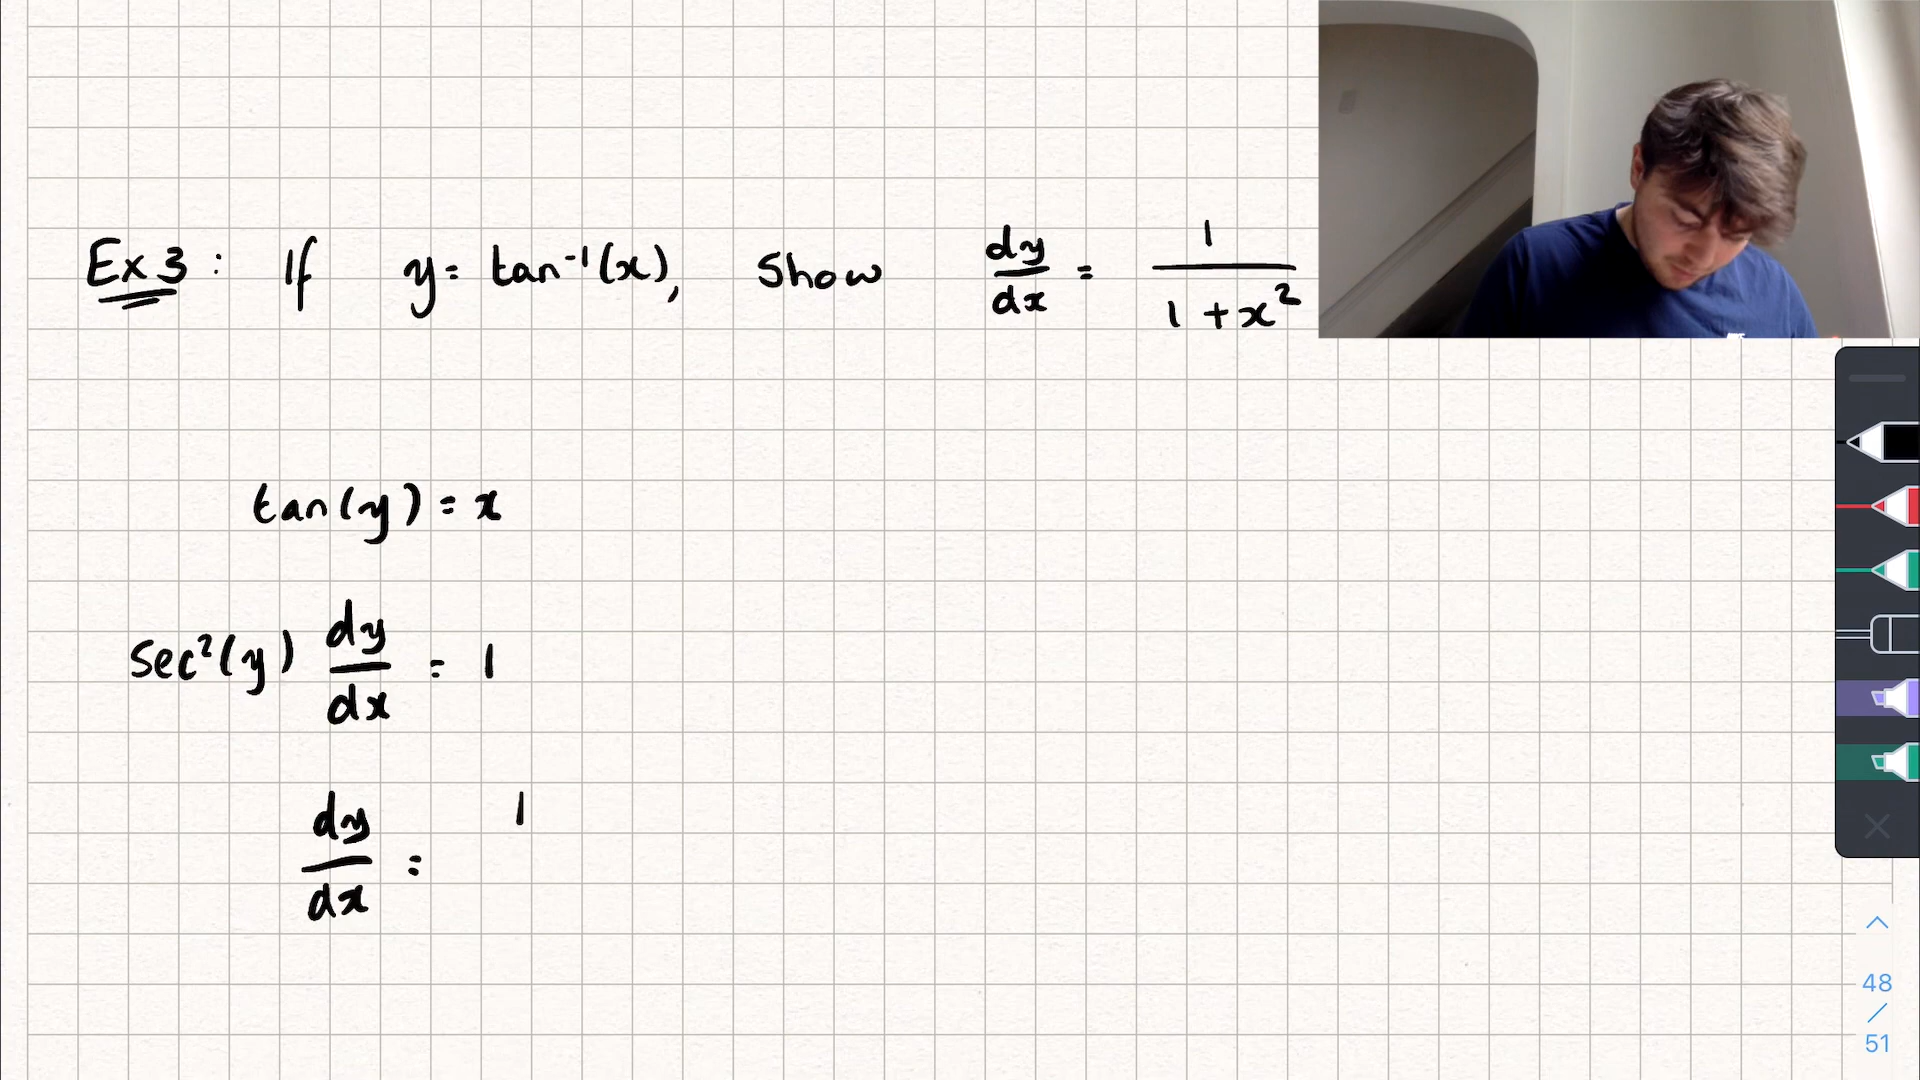 Ex 3 : If y = tan⁻¹(x), Show dy/dx = 1/(1 + x²)
tan(y) = x
Sec²(y) dy/dx = 1
dy/dx = 1
48
/
51